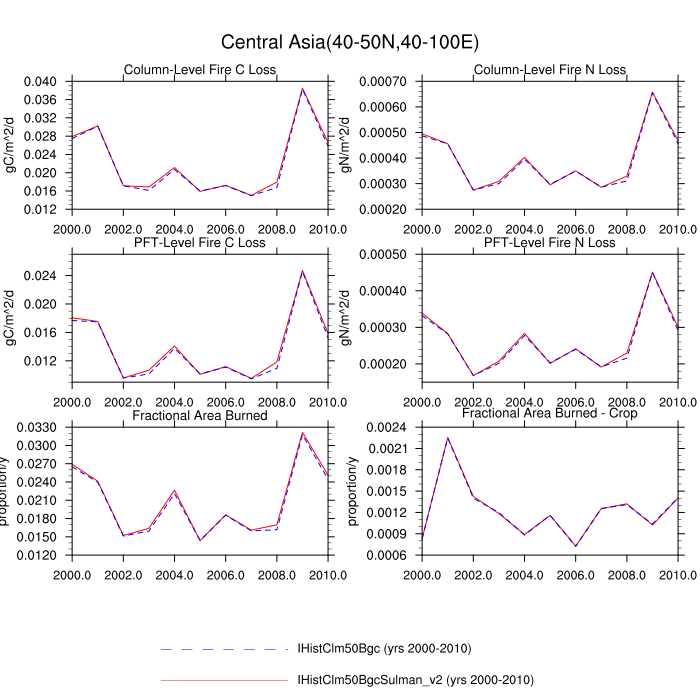 Central Asia(40-50N,40-100E)
Column-Level Fire C Loss
gC/m^2/d
0.040
0.036
0.032
0.028
0.024
0.020
0.016
0.012
2000.0 2002.0 2004.0 2006.0 2008.0 2010.0
Column-Level Fire N Loss
gN/m^2/d
0.00070
0.00060
0.00050
0.00040
0.00030
0.00020
2000.0 2002.0 2004.0 2006.0 2008.0 2010.0
PFT-Level Fire C Loss
gC/m^2/d
0.024
0.020
0.016
0.012
2000.0 2002.0 2004.0 2006.0 2008.0 2010.0
PFT-Level Fire N Loss
gN/m^2/d
0.00050
0.00040
0.00030
0.00020
2000.0 2002.0 2004.0 2006.0 2008.0 2010.0
Fractional Area Burned
proportion/y
0.0330
0.0300
0.0270
0.0240
0.0210
0.0180
0.0150
0.0120
2000.0 2002.0 2004.0 2006.0 2008.0 2010.0
Fractional Area Burned - Crop
proportion/y
0.0024
0.0021
0.0018
0.0015
0.0012
0.0009
0.0006
2000.0 2002.0 2004.0 2006.0 2008.0 2010.0
IHistClm50Bgc (yrs 2000-2010)
IHistClm50BgcSulman_v2 (yrs 2000-2010)